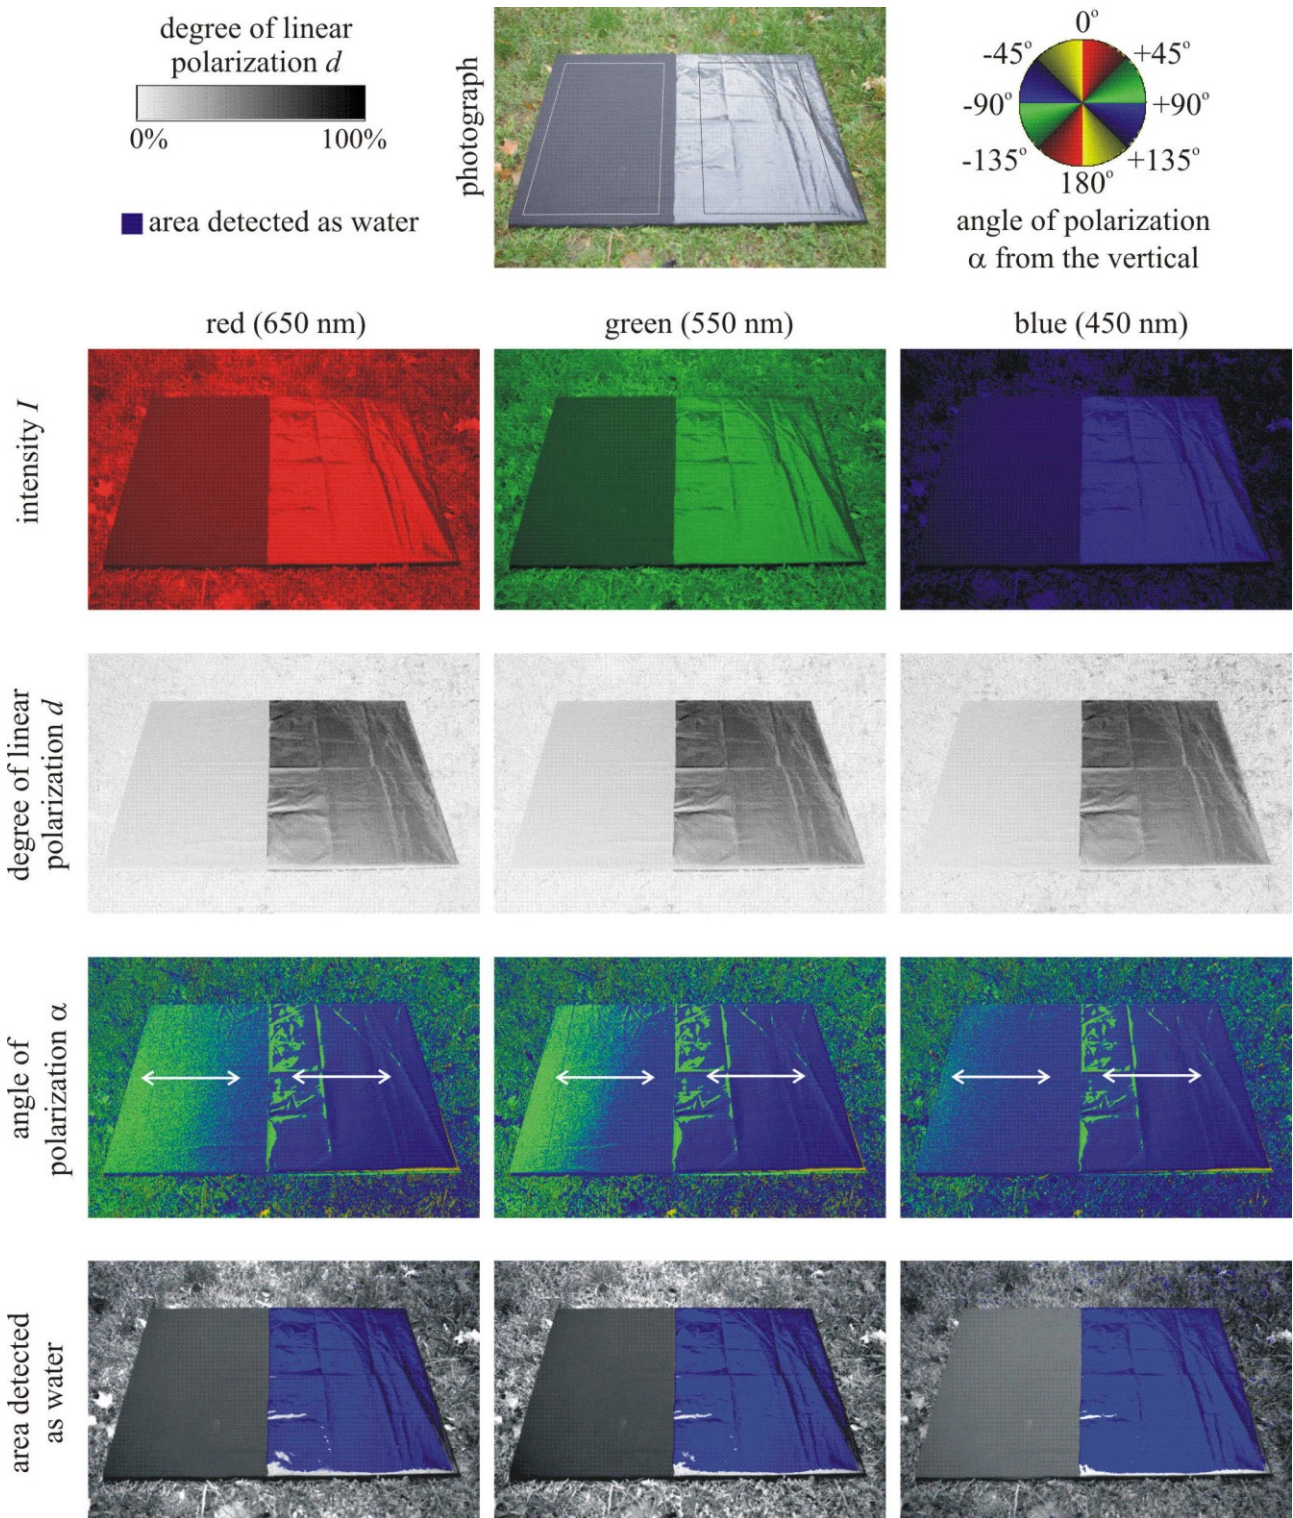 degree of linear
polarization d
0% 100%
area detected as water
photograph
0°
-45° +45°
-90° +90°
-135° +135°
180°
angle of polarization
α from the vertical
red (650 nm) green (550 nm) blue (450 nm)
intensity I
degree of linear
polarization d
angle of
polarization α
area detected
as water